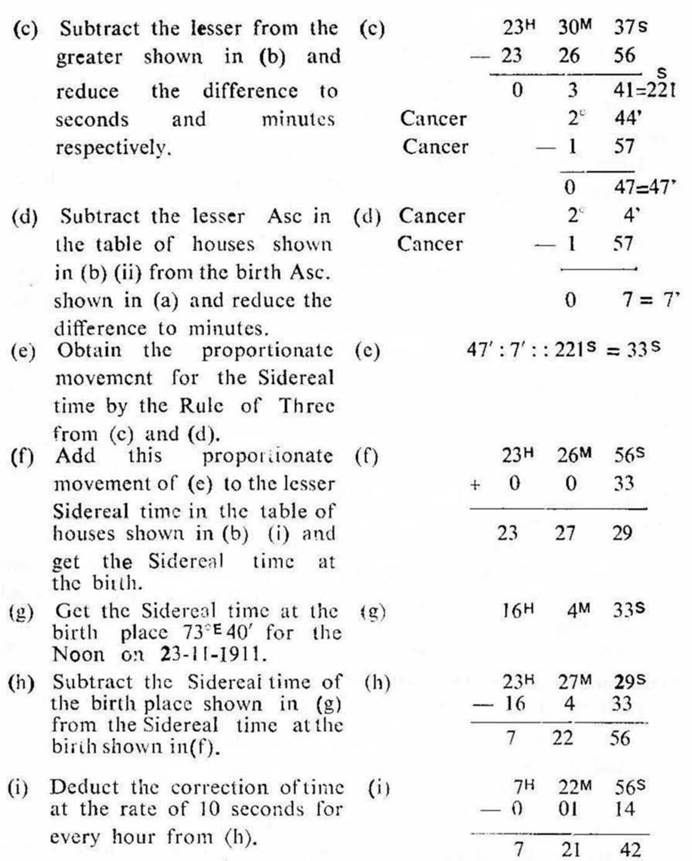 (c) Subtract the lesser from the (c) 23H 30M 37S
greater shown in (b) and — 23 26 56
reduce the difference to 0 3 41=221S
seconds and minutes Cancer 2° 44'
respectively. Cancer — 1 57
0 47=47'
(d) Subtract the lesser Asc in (d) Cancer 2° 4'
the table of houses shown Cancer — 1 57
in (b) (ii) from the birth Asc.
shown in (a) and reduce the 0 7 = 7'
difference to minutes.
(e) Obtain the proportionate (e) 47' : 7' : : 221S = 33S
movement for the Sidereal
time by the Rule of Three
from (c) and (d).
(f) Add this proportionate (f) 23H 26M 56S
movement of (e) to the lesser + 0 0 33
Sidereal time in the table of
houses shown in (b) (i) and 23 27 29
get the Sidereal time at
the birth.
(g) Get the Sidereal time at the (g) 16H 4M 33S
birth place 73°E 40' for the
Noon on 23-11-1911.
(h) Subtract the Sidereal time of (h) 23H 27M 29S
the birth place shown in (g) — 16 4 33
from the Sidereal time at the
birth shown in(f). 7 22 56
(i) Deduct the correction of time (i) 7H 22M 56S
at the rate of 10 seconds for — 0 01 14
every hour from (h).
7 21 42